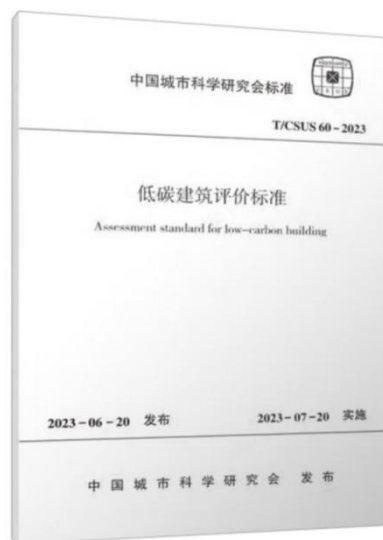 中国城市科学研究会标准
T/CSUS 60-2023
低碳建筑评价标准
Assessment standard for low-carbon building
2023-06-20 发布 2023-07-20 实施
中国城市科学研究会 发布